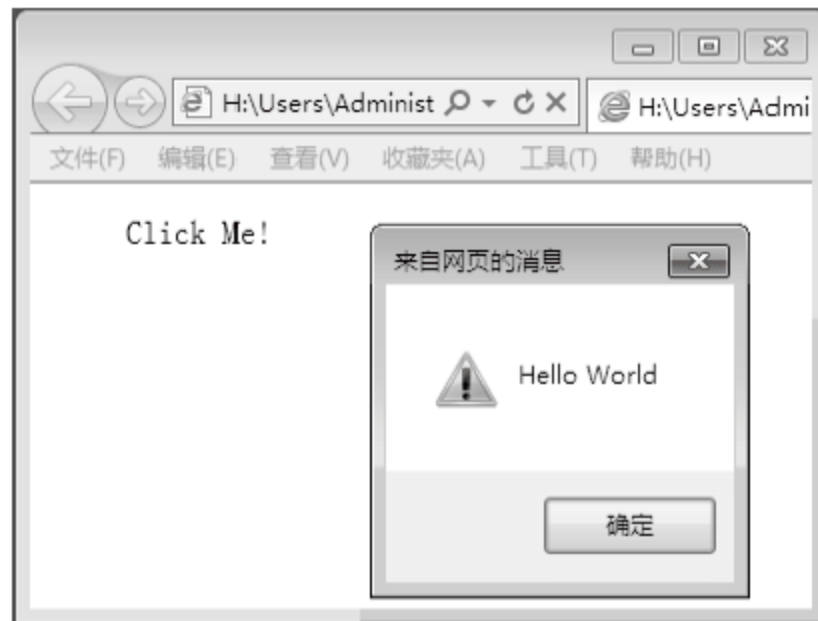 H:\Users\Administ
H:\Users\Admi
文件(F) 编辑(E) 查看(V) 收藏夹(A) 工具(T) 帮助(H)
Click Me!
来自网页的消息
Hello World
确定